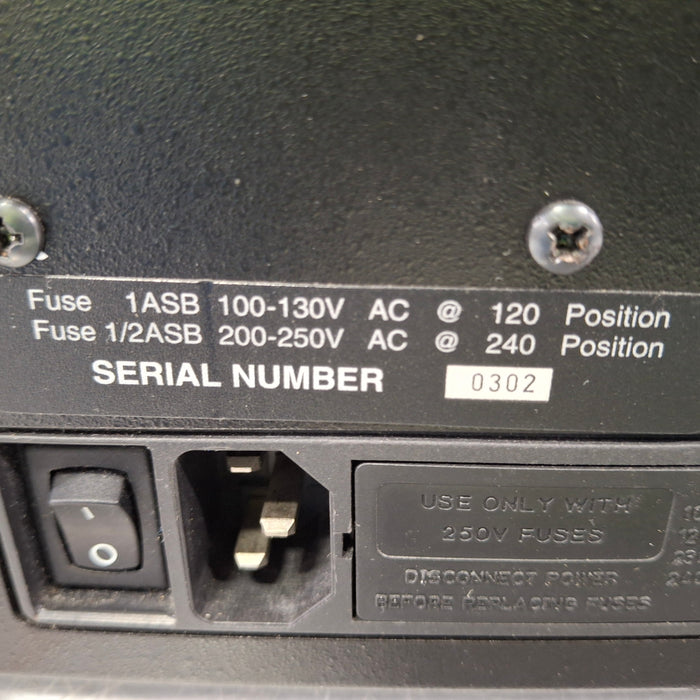 Fuse 1ASB 100-130V AC @ 120 Position
Fuse 1/2ASB 200-250V AC @ 240 Position
SERIAL NUMBER 0302
I
O
USE ONLY WITH
250V FUSES
DISCONNECT POWER
BEFORE REPLACING FUSES